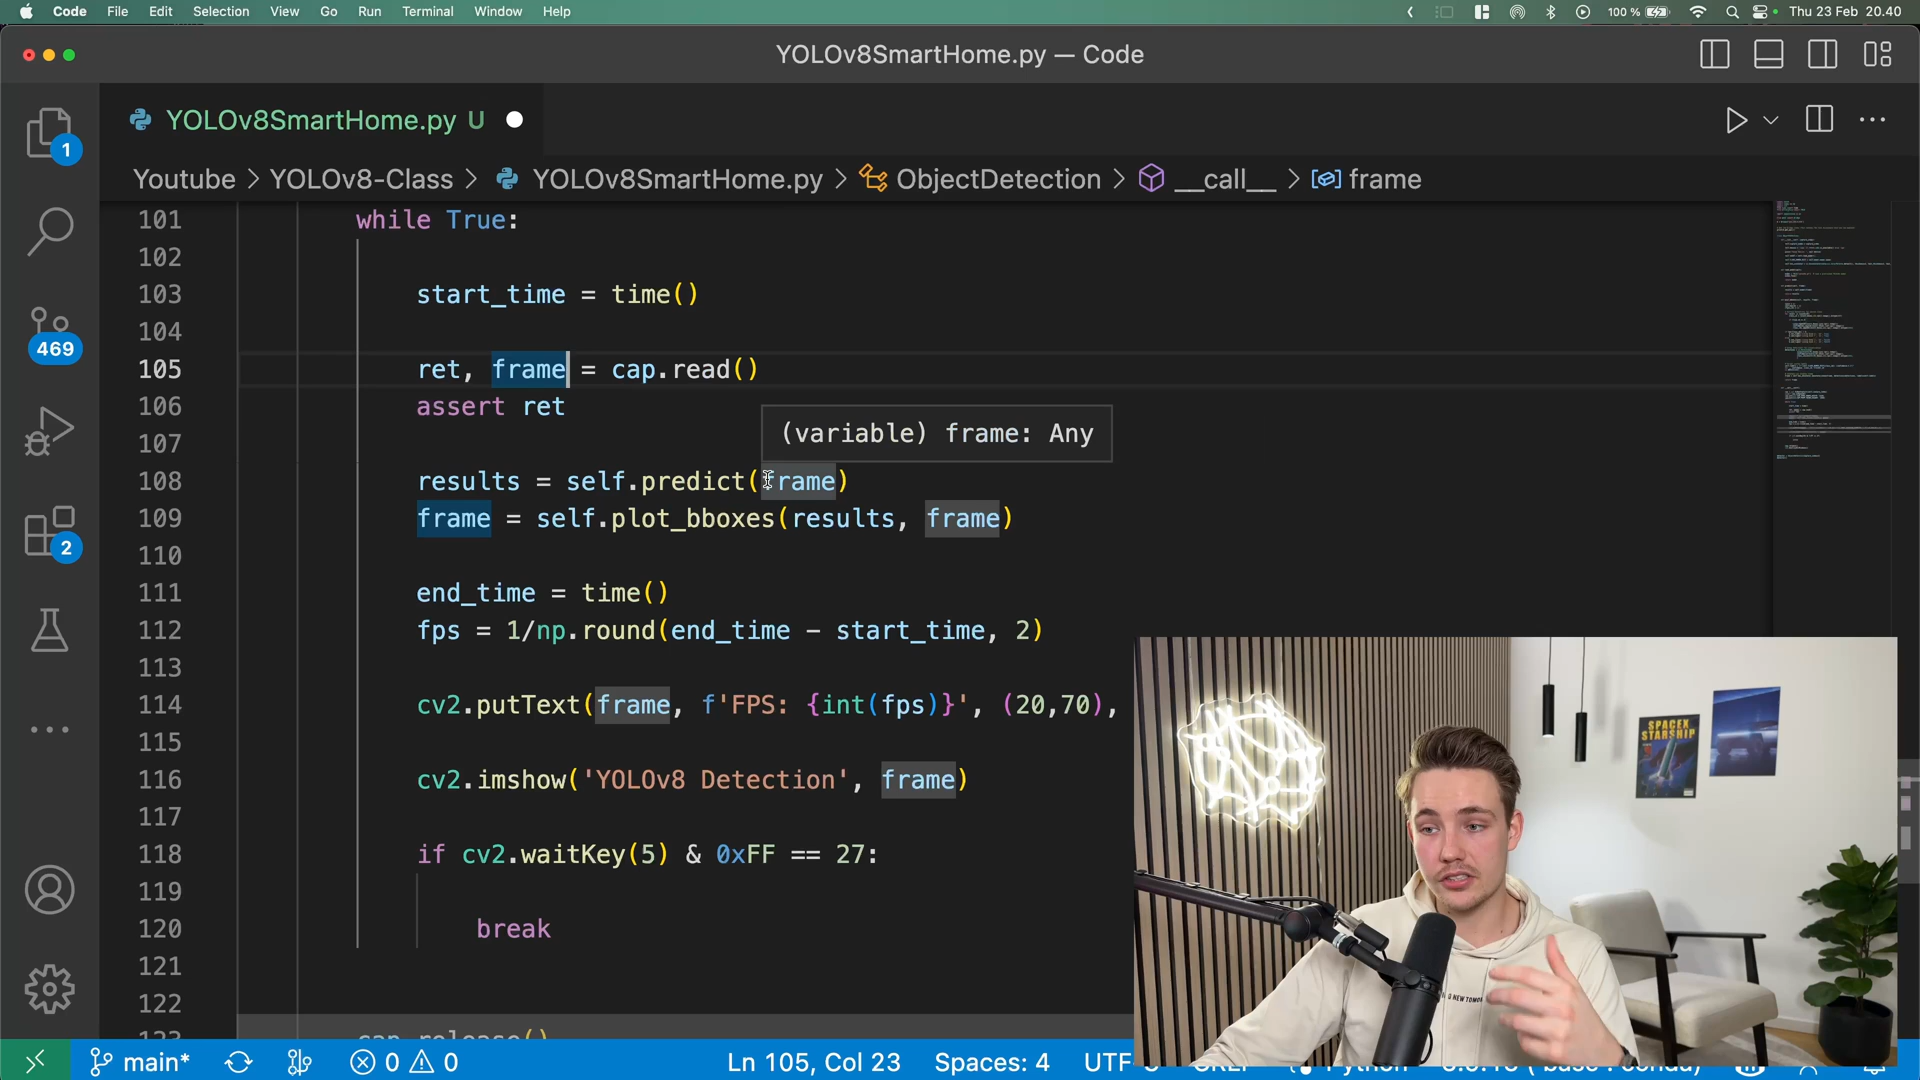 Code File Edit Selection View Go Run Terminal Window Help 100 % Thu 23 Feb 20.40
YOLOv8SmartHome.py — Code
YOLOv8SmartHome.py U
Youtube > YOLOv8-Class > YOLOv8SmartHome.py > ObjectDetection > __call__ > frame
1
469
2
101 while True:
102
103 start_time = time()
104
105 ret, frame = cap.read()
106 assert ret
107
(variable) frame: Any
108 results = self.predict(frame)
109 frame = self.plot_bboxes(results, frame)
110
111 end_time = time()
112 fps = 1/np.round(end_time - start_time, 2)
113
114 cv2.putText(frame, f'FPS: {int(fps)}', (20,70),
115
116 cv2.imshow('YOLOv8 Detection', frame)
117
118 if cv2.waitKey(5) & 0xFF == 27:
119
120 break
121
122
123 cap.release()
SPACEX
STARSHIP
main* 0 0 Ln 105, Col 23 Spaces: 4